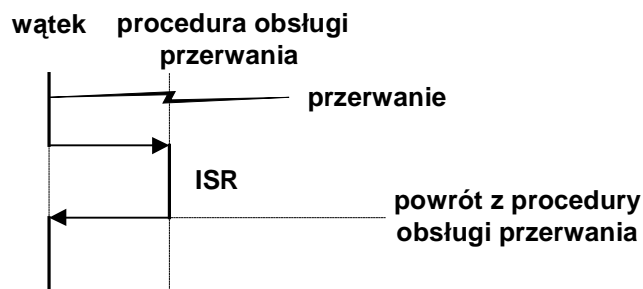 wątek
procedura obsługi
przerwania
przerwanie
ISR
powrót z procedury
obsługi przerwania